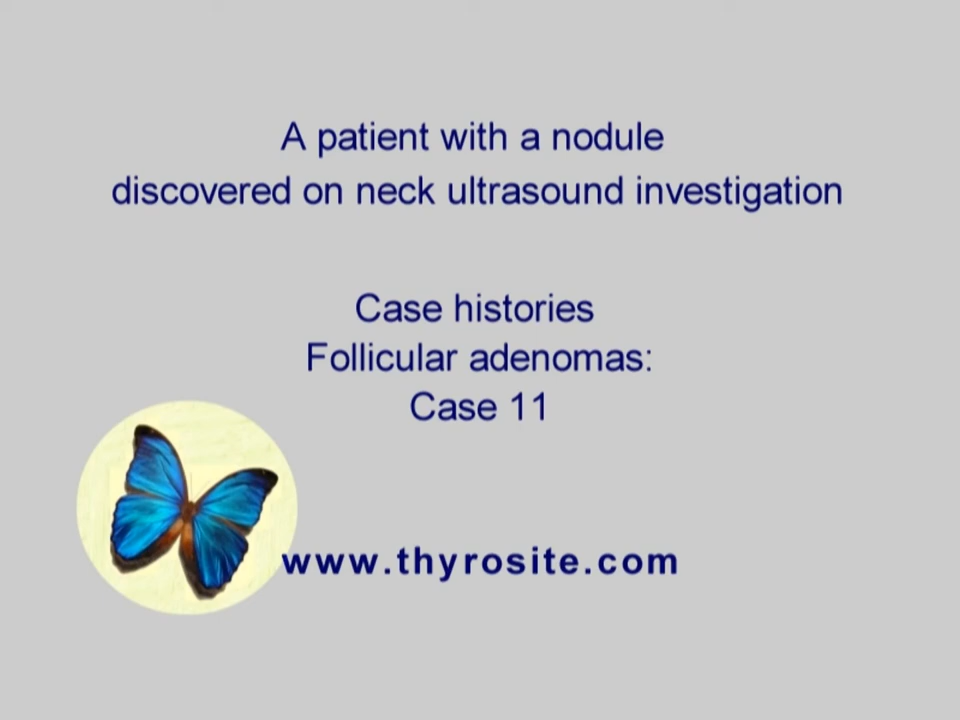 A patient with a nodule
discovered on neck ultrasound investigation
Case histories
Follicular adenomas:
Case 11
www.thyrosite.com